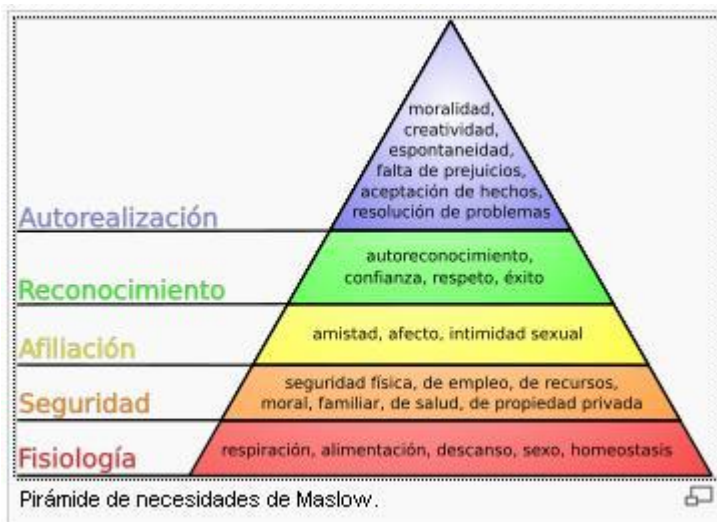 moralidad,
creatividad,
espontaneidad,
falta de prejuicios,
aceptación de hechos,
resolución de problemas
Autorealización
autoreconocimiento,
confianza, respeto, éxito
Reconocimiento
amistad, afecto, intimidad sexual
Afiliación
seguridad física, de empleo, de recursos,
moral, familiar, de salud, de propiedad privada
Seguridad
respiración, alimentación, descanso, sexo, homeostasis
Fisiología
Pirámide de necesidades de Maslow.